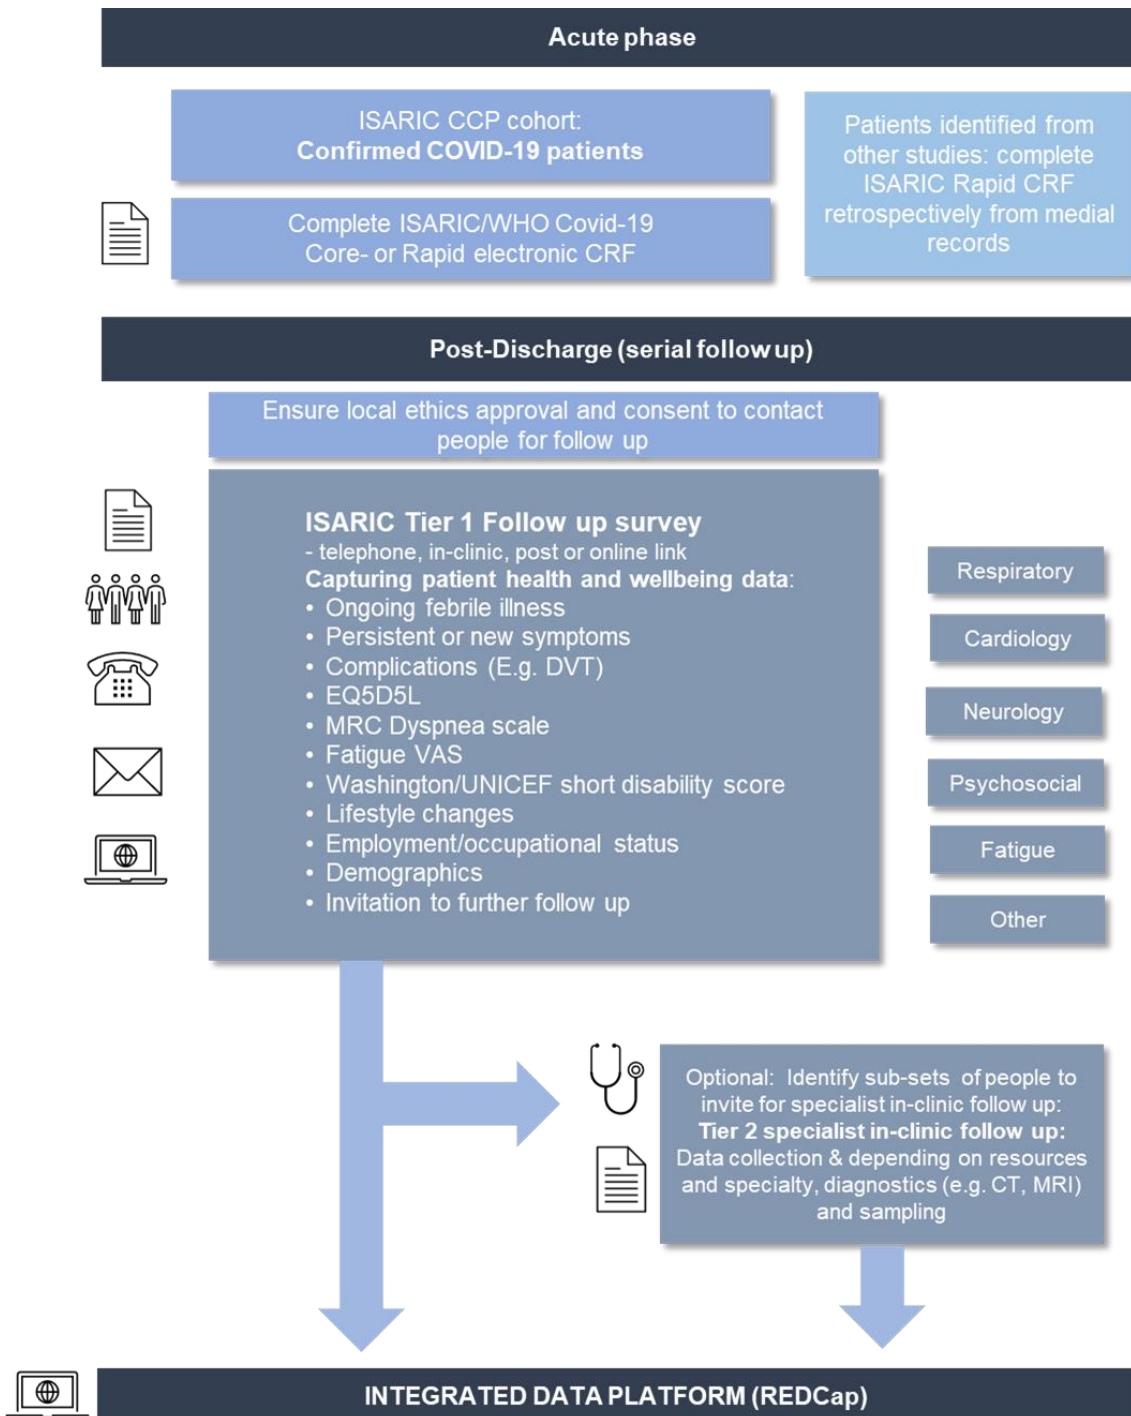 Acute phase
ISARIC CCP cohort:
Confirmed COVID-19 patients
Complete ISARIC/WHO Covid-19
Core- or Rapid electronic CRF
Patients identified from
other studies: complete
ISARIC Rapid CRF
retrospectively from medial
records
Post-Discharge (serial follow up)
Ensure local ethics approval and consent to contact
people for follow up
ISARIC Tier 1 Follow up survey
- telephone, in-clinic, post or online link
Capturing patient health and wellbeing data:
• Ongoing febrile illness
• Persistent or new symptoms
• Complications (E.g. DVT)
• EQ5D5L
• MRC Dyspnea scale
• Fatigue VAS
• Washington/UNICEF short disability score
• Lifestyle changes
• Employment/occupational status
• Demographics
• Invitation to further follow up
Respiratory
Cardiology
Neurology
Psychosocial
Fatigue
Other
Optional: Identify sub-sets of people to
invite for specialist in-clinic follow up:
Tier 2 specialist in-clinic follow up:
Data collection & depending on resources
and specialty, diagnostics (e.g. CT, MRI)
and sampling
INTEGRATED DATA PLATFORM (REDCap)